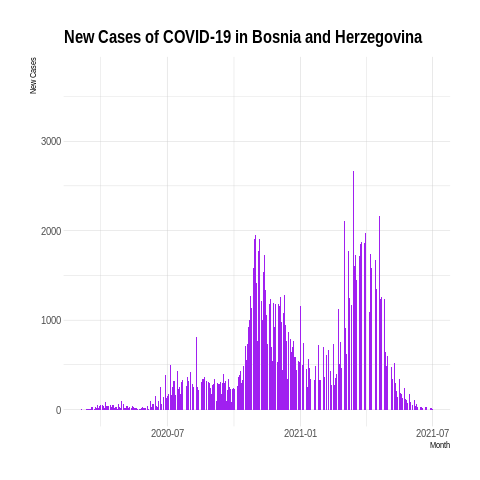 New Cases of COVID-19 in Bosnia and Herzegovina
New Cases
3000
2000
1000
0
2020-07
2021-01
2021-07
Month